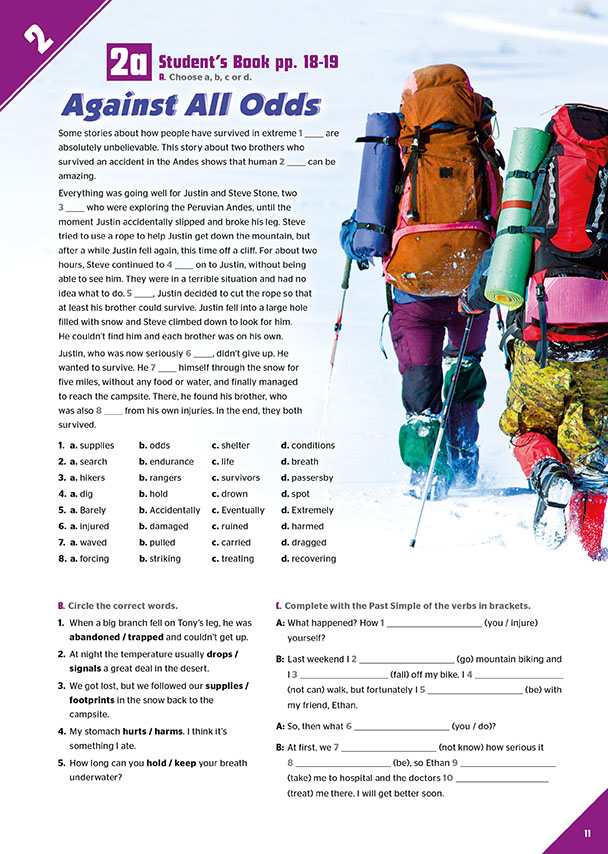 2
2a Student's Book pp. 18-19
A. Choose a, b, c or d.
Against All Odds
Some stories about how people have survived in extreme 1 ____ are
absolutely unbelievable. This story about two brothers who
survived an accident in the Andes shows that human 2 ____ can be
amazing.
Everything was going well for Justin and Steve Stone, two
3 ____ who were exploring the Peruvian Andes, until the
moment Justin accidentally slipped and broke his leg. Steve
tried to use a rope to help Justin get down the mountain, but
after a while Justin fell again, this time off a cliff. For about two
hours, Steve continued to 4 ____ on to Justin, without being
able to see him. They were in a terrible situation and had no
idea what to do. 5 ____, Justin decided to cut the rope so that
at least his brother could survive. Justin fell into a large hole
filled with snow and Steve climbed down to look for him.
He couldn't find him and each brother was on his own.
Justin, who was now seriously 6 ____, didn't give up. He
wanted to survive. He 7 ____ himself through the snow for
five miles, without any food or water, and finally managed
to reach the campsite. There, he found his brother, who
was also 8 ____ from his own injuries. In the end, they both
survived.
1. a. supplies b. odds c. shelter d. conditions
2. a. search b. endurance c. life d. breath
3. a. hikers b. rangers c. survivors d. passersby
4. a. dig b. hold c. drown d. spot
5. a. Barely b. Accidentally c. Eventually d. Extremely
6. a. injured b. damaged c. ruined d. harmed
7. a. waved b. pulled c. carried d. dragged
8. a. forcing b. striking c. treating d. recovering
B. Circle the correct words.
1. When a big branch fell on Tony's leg, he was
abandoned / trapped and couldn't get up.
2. At night the temperature usually drops /
signals a great deal in the desert.
3. We got lost, but we followed our supplies /
footprints in the snow back to the
campsite.
4. My stomach hurts / harms. I think it's
something I ate.
5. How long can you hold / keep your breath
underwater?
C. Complete with the Past Simple of the verbs in brackets.
A: What happened? How 1 ____________________ (you / injure)
yourself?
B: Last weekend I 2 ____________________ (go) mountain biking and
I 3 ____________________ (fall) off my bike. I 4 ____________________
(not can) walk, but fortunately I 5 ____________________ (be) with
my friend, Ethan.
A: So, then what 6 ____________________ (you / do)?
B: At first, we 7 ____________________ (not know) how serious it
8 ____________________ (be), so Ethan 9 ____________________
(take) me to hospital and the doctors 10 ____________________
(treat) me there. I will get better soon.
11